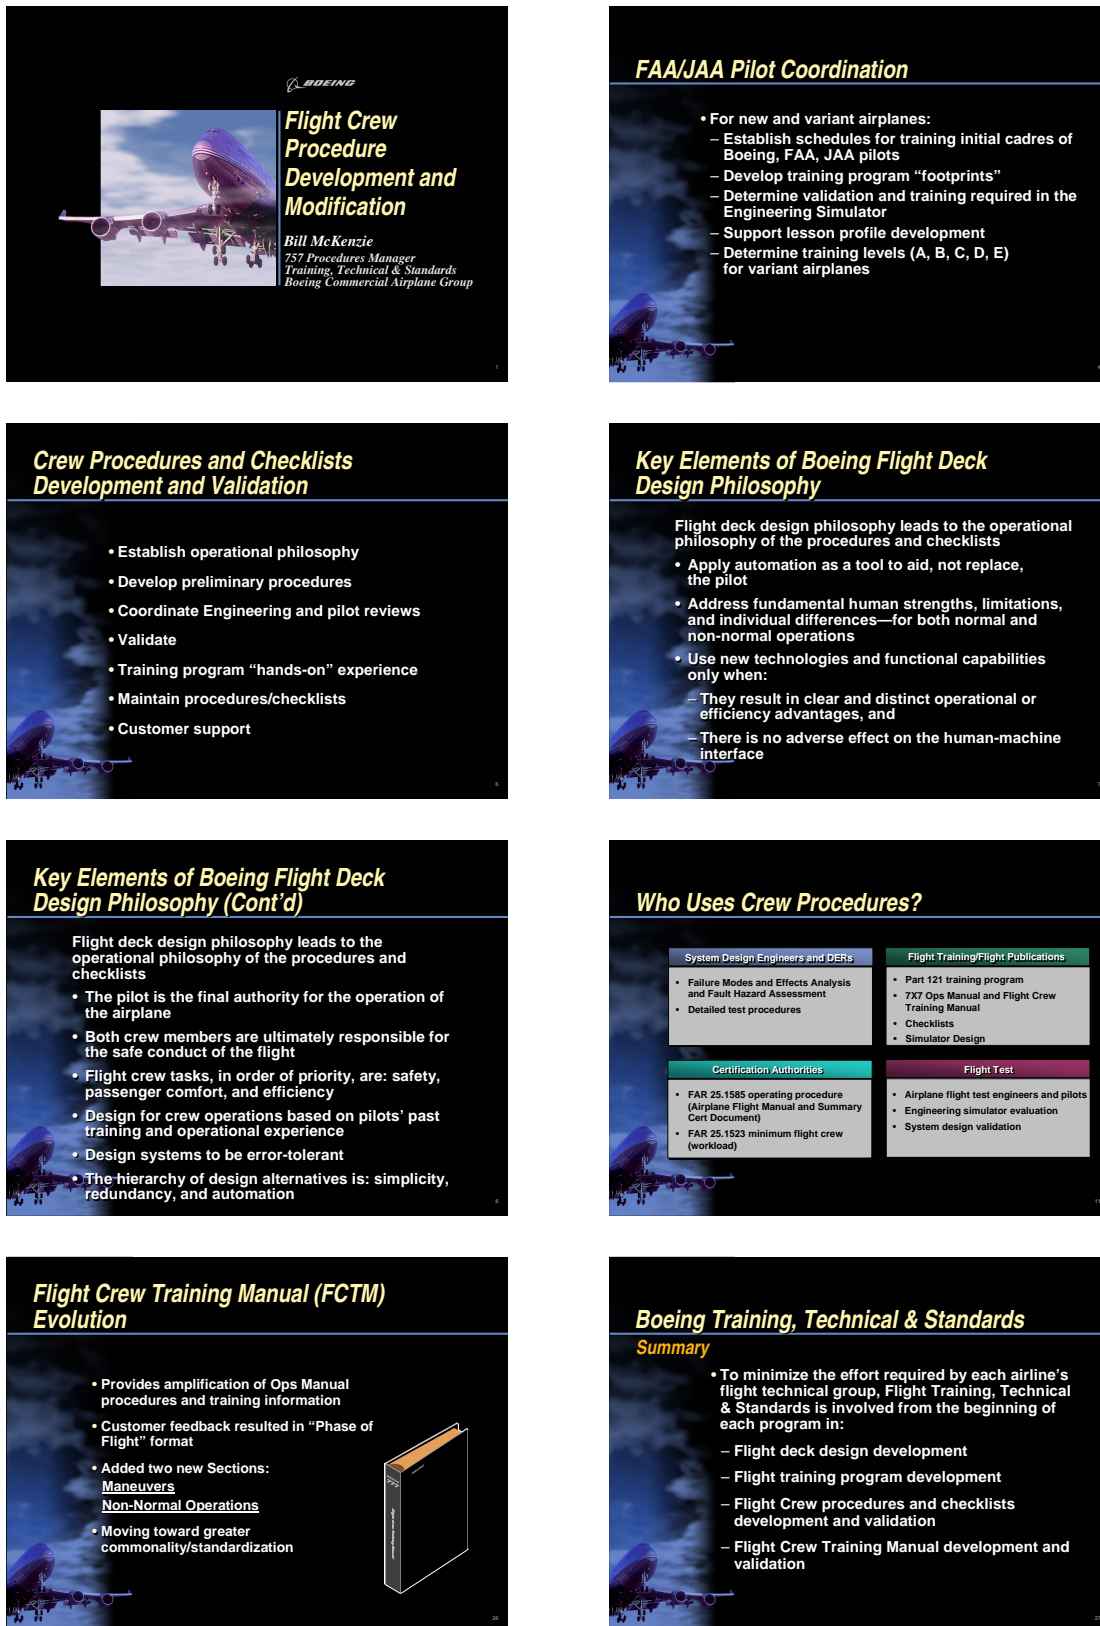 BOEING
Flight Crew
Procedure
Development and
Modification
Bill McKenzie
757 Procedures Manager
Training, Technical & Standards
Boeing Commercial Airplane Group
1
FAA/JAA Pilot Coordination
• For new and variant airplanes:
– Establish schedules for training initial cadres of
Boeing, FAA, JAA pilots
– Develop training program “footprints”
– Determine validation and training required in the
Engineering Simulator
– Support lesson profile development
– Determine training levels (A, B, C, D, E)
for variant airplanes
Crew Procedures and Checklists
Development and Validation
• Establish operational philosophy
• Develop preliminary procedures
• Coordinate Engineering and pilot reviews
• Validate
• Training program “hands-on” experience
• Maintain procedures/checklists
• Customer support
6
Key Elements of Boeing Flight Deck
Design Philosophy
Flight deck design philosophy leads to the operational
philosophy of the procedures and checklists
• Apply automation as a tool to aid, not replace,
the pilot
• Address fundamental human strengths, limitations,
and individual differences—for both normal and
non-normal operations
• Use new technologies and functional capabilities
only when:
– They result in clear and distinct operational or
efficiency advantages, and
– There is no adverse effect on the human-machine
interface
7
Key Elements of Boeing Flight Deck
Design Philosophy (Cont’d)
Flight deck design philosophy leads to the
operational philosophy of the procedures and
checklists
• The pilot is the final authority for the operation of
the airplane
• Both crew members are ultimately responsible for
the safe conduct of the flight
• Flight crew tasks, in order of priority, are: safety,
passenger comfort, and efficiency
• Design for crew operations based on pilots’ past
training and operational experience
• Design systems to be error-tolerant
• The hierarchy of design alternatives is: simplicity,
redundancy, and automation
8
Who Uses Crew Procedures?
System Design Engineers and DERs
• Failure Modes and Effects Analysis
and Fault Hazard Assessment
• Detailed test procedures
Flight Training/Flight Publications
• Part 121 training program
• 7X7 Ops Manual and Flight Crew
Training Manual
• Checklists
• Simulator Design
Certification Authorities
• FAR 25.1585 operating procedure
(Airplane Flight Manual and Summary
Cert Document)
• FAR 25.1523 minimum flight crew
(workload)
Flight Test
• Airplane flight test engineers and pilots
• Engineering simulator evaluation
• System design validation
11
Flight Crew Training Manual (FCTM)
Evolution
• Provides amplification of Ops Manual
procedures and training information
• Customer feedback resulted in “Phase of
Flight” format
• Added two new Sections:
Maneuvers
Non-Normal Operations
• Moving toward greater
commonality/standardization
26
Boeing Training, Technical & Standards
Summary
• To minimize the effort required by each airline’s
flight technical group, Flight Training, Technical
& Standards is involved from the beginning of
each program in:
– Flight deck design development
– Flight training program development
– Flight Crew procedures and checklists
development and validation
– Flight Crew Training Manual development and
validation
27